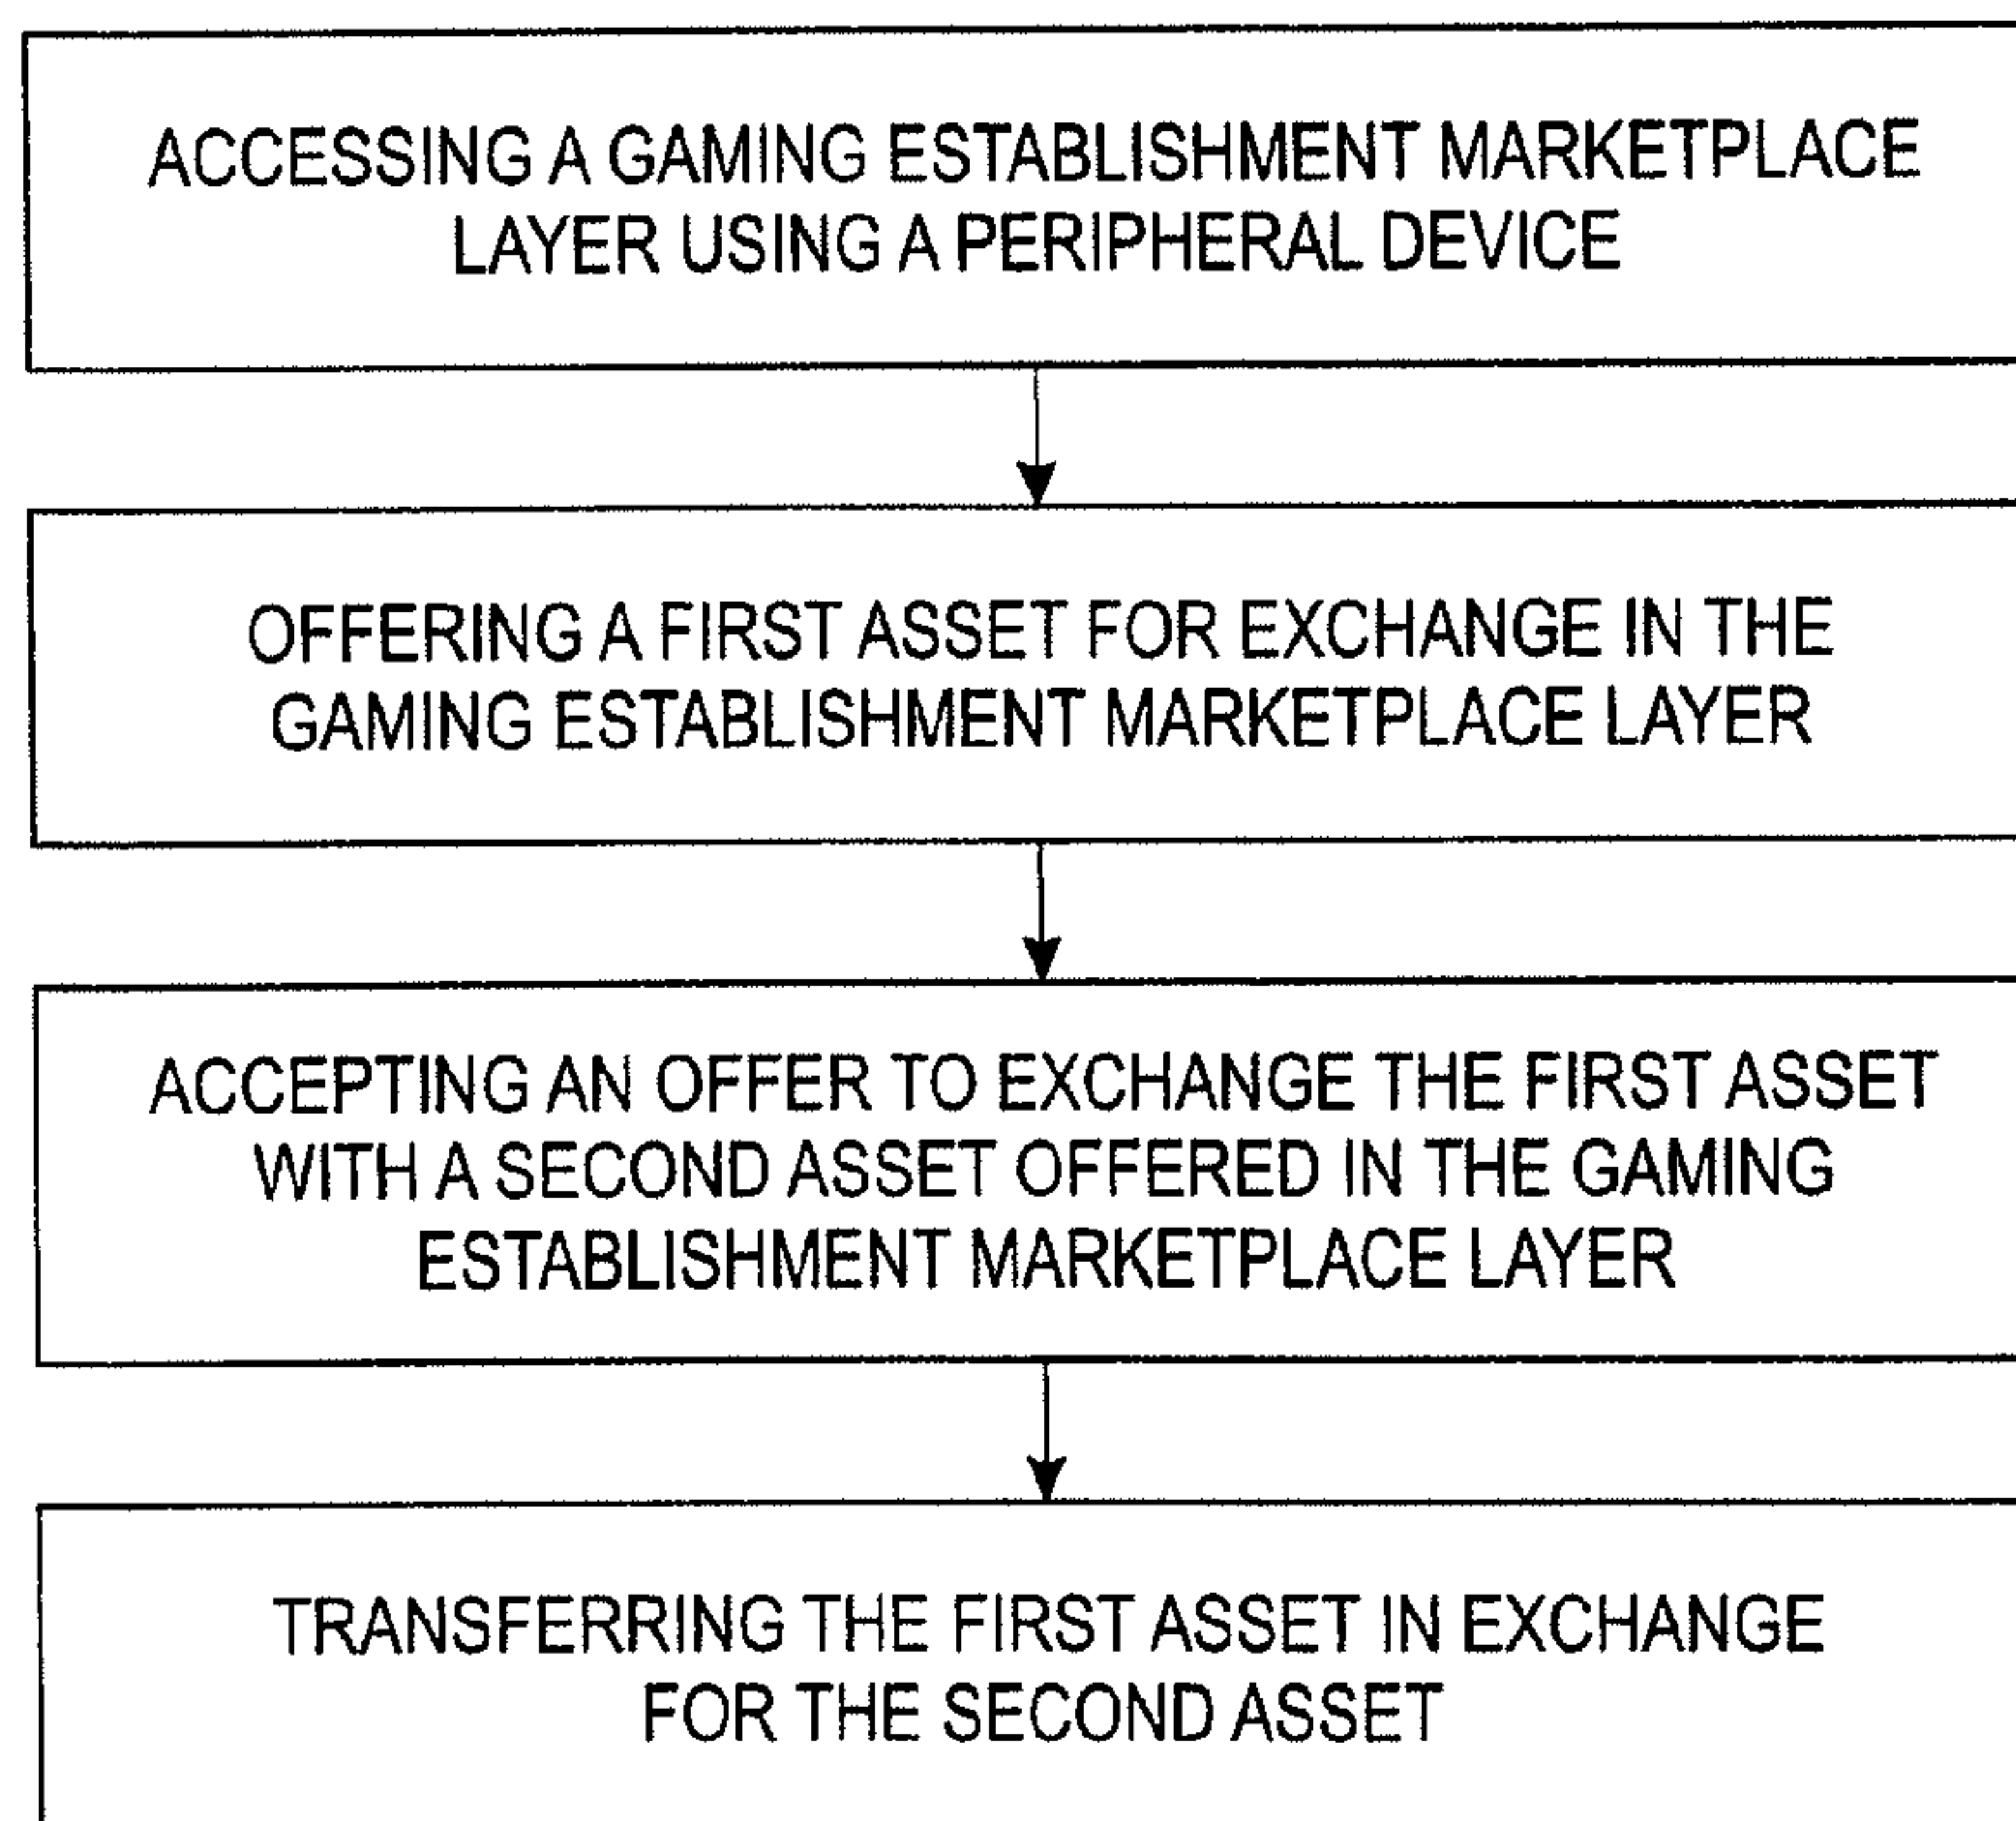 ACCESSING A GAMING ESTABLISHMENT MARKETPLACE
LAYER USING A PERIPHERAL DEVICE
OFFERING A FIRST ASSET FOR EXCHANGE IN THE
GAMING ESTABLISHMENT MARKETPLACE LAYER
ACCEPTING AN OFFER TO EXCHANGE THE FIRST ASSET
WITH A SECOND ASSET OFFERED IN THE GAMING
ESTABLISHMENT MARKETPLACE LAYER
TRANSFERRING THE FIRST ASSET IN EXCHANGE
FOR THE SECOND ASSET